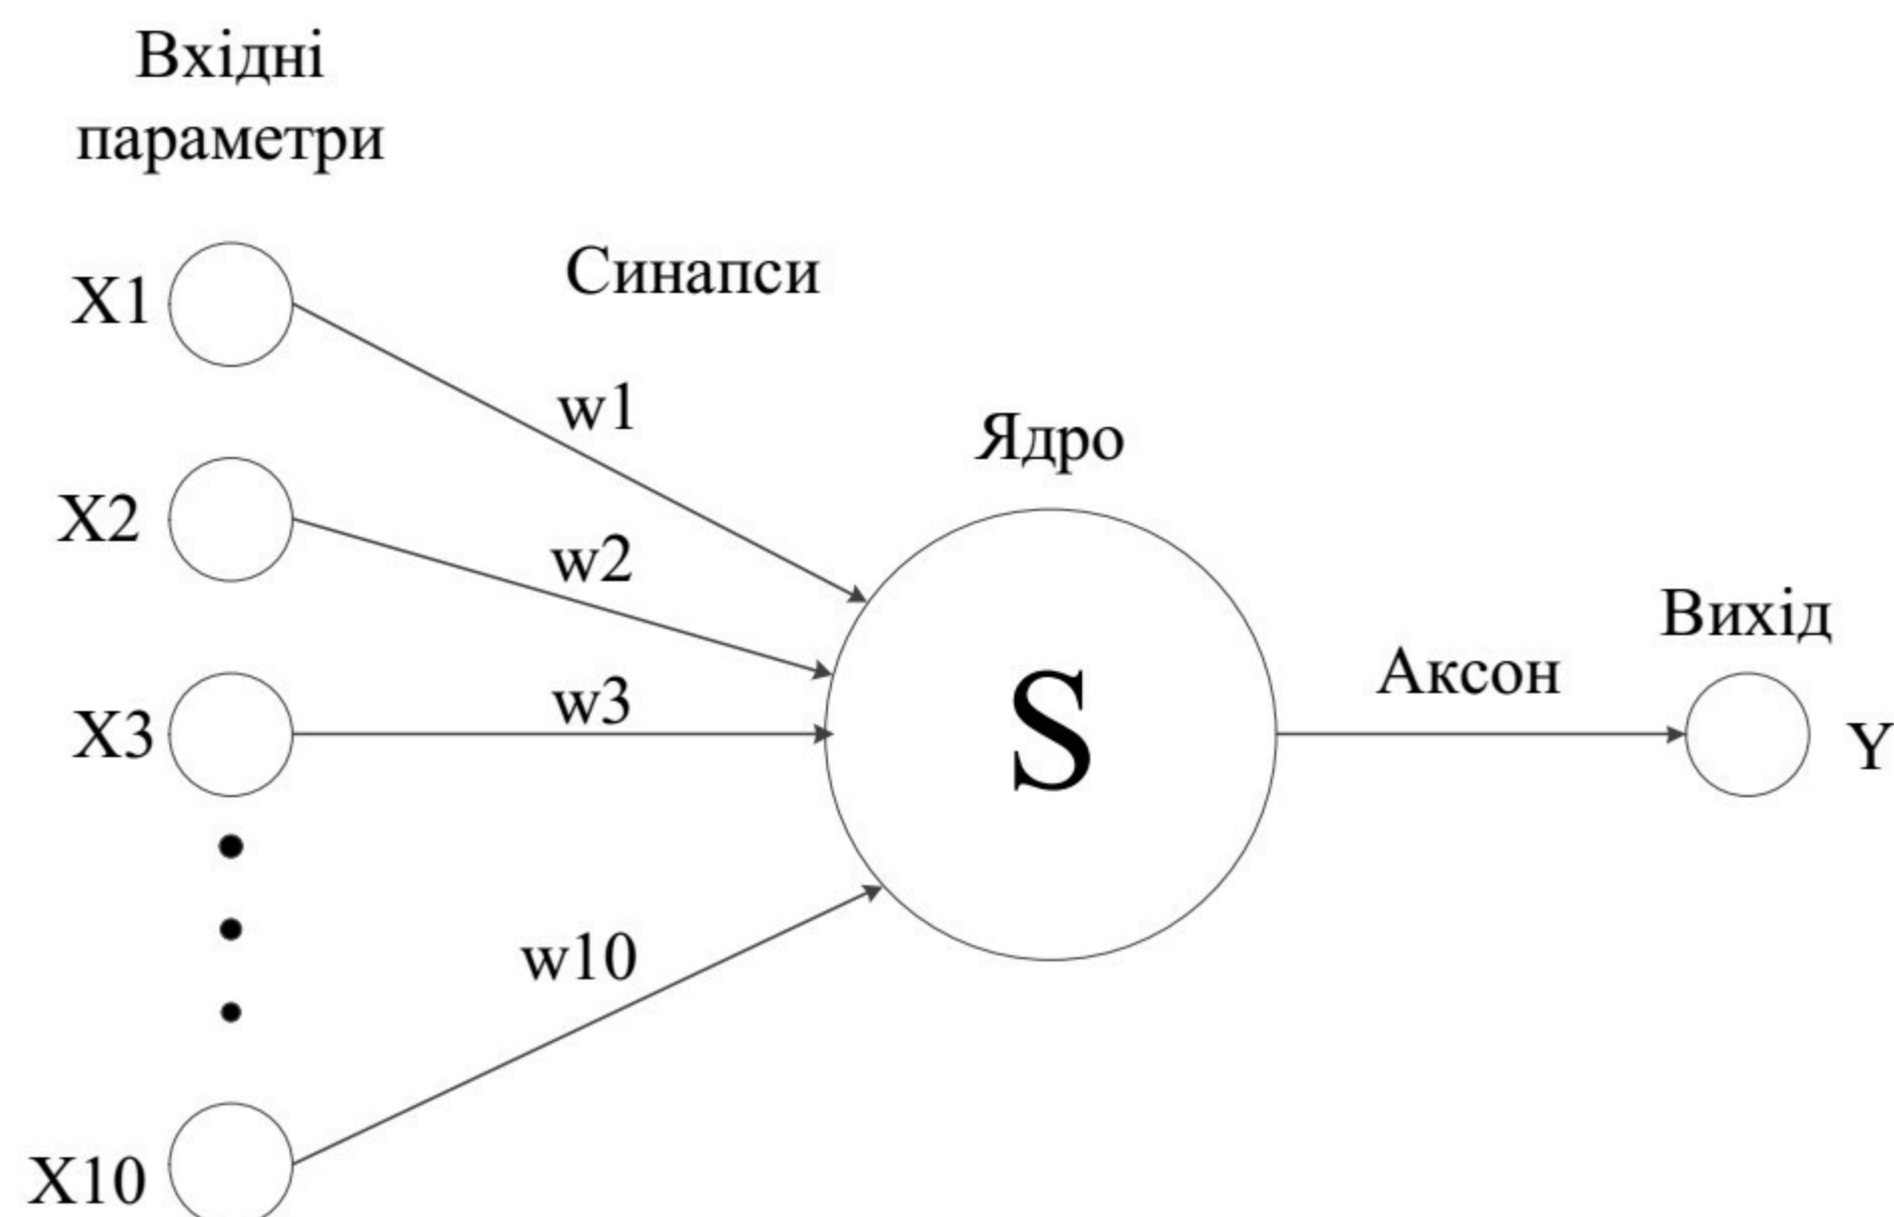 Вхідні
параметри
Синапси
X1
w1
Ядро
X2
w2
Вихід
Аксон
X3
w3
S
Y
w10
X10